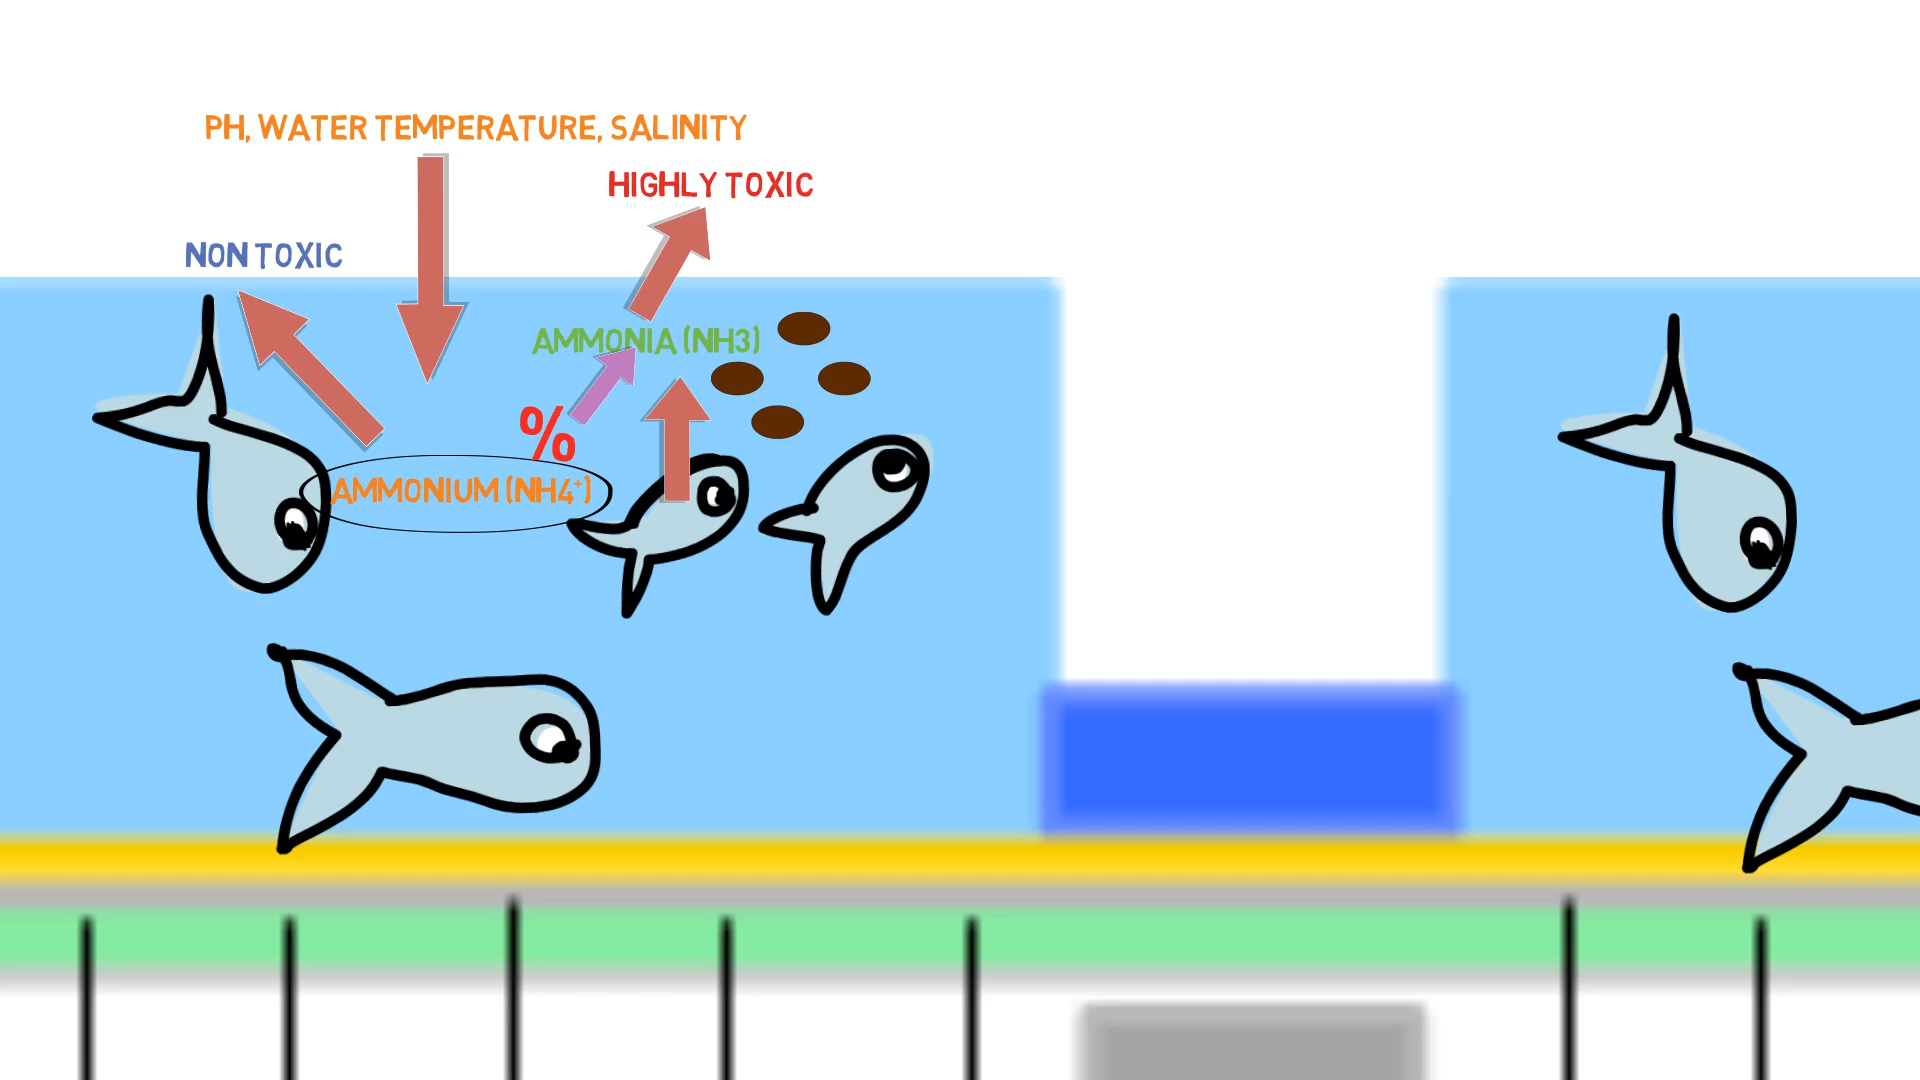 PH, WATER TEMPERATURE, SALINITY
HIGHLY TOXIC
NON TOXIC
AMMONIA (NH3)
%
AMMONIUM (NH4⁺)